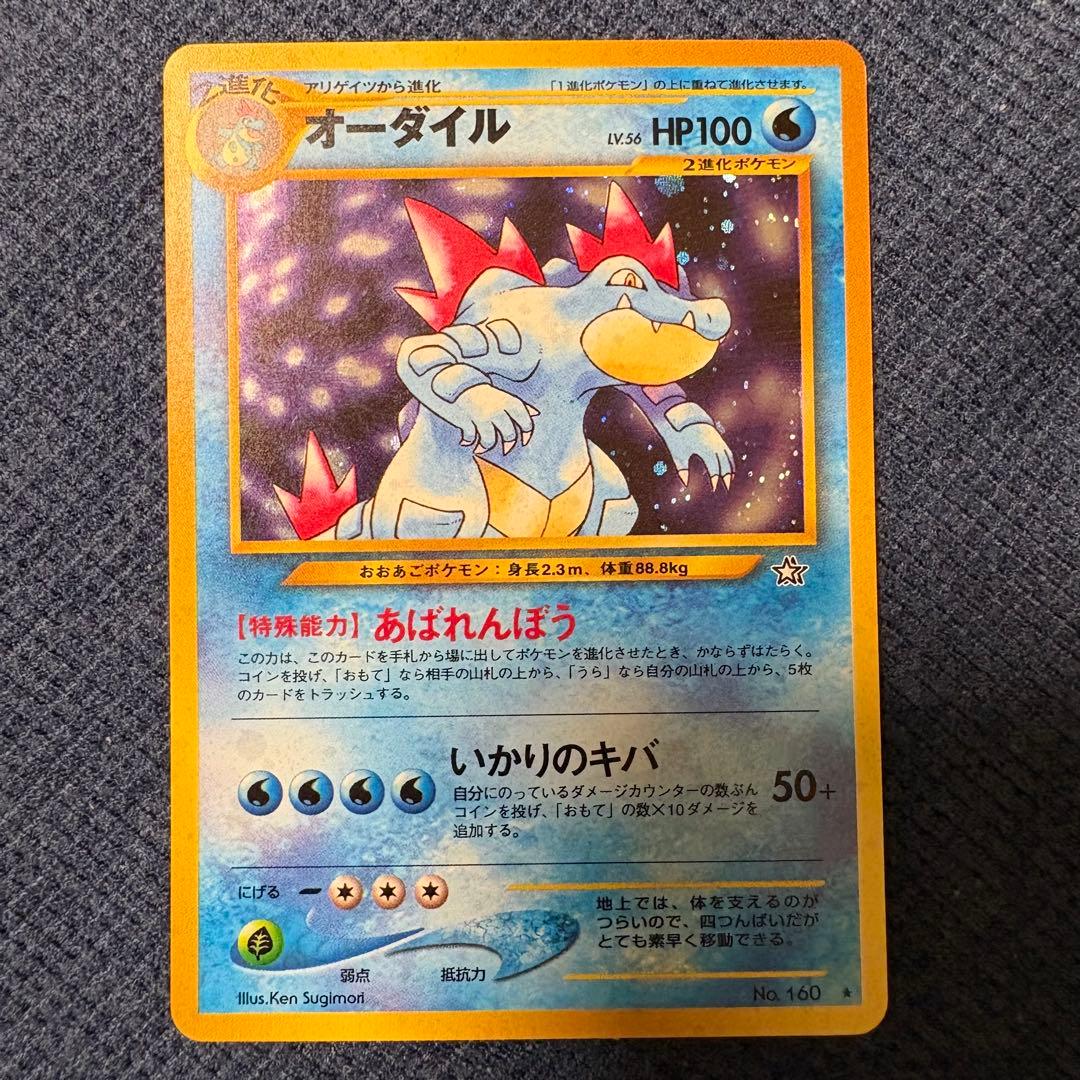 2進化
アリゲイツから進化
「1進化ポケモン」の上に重ねて進化させます。
オーダイル
LV.56 HP100
2進化ポケモン
おおあごポケモン：身長2.3m、体重88.8kg
【特殊能力】あばれんぼう
この力は、このカードを手札から場に出してポケモンを進化させたとき、かならずはたらく。
コインを投げ、「おもて」なら相手の山札の上から、「うら」なら自分の山札の上から、5枚
のカードをトラッシュする。
いかりのキバ
自分にのっているダメージカウンターの数ぶん
コインを投げ、「おもて」の数×10ダメージを
追加する。
50+
にげる
地上では、体を支えるのが
つらいので、四つんばいだが
とても素早く移動できる。
弱点
抵抗力
Illus.Ken Sugimori
No. 160 ★